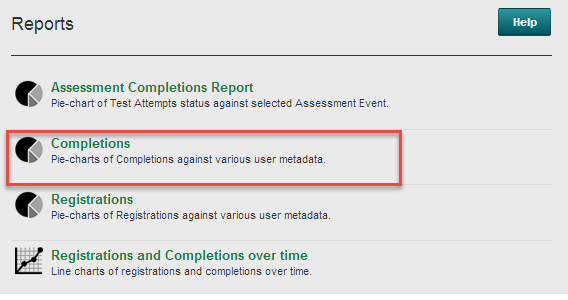 Reports
Help
Assessment Completions Report
Pie-chart of Test Attempts status against selected Assessment Event.
Completions
Pie-charts of Completions against various user metadata.
Registrations
Pie-charts of Registrations against various user metadata.
Registrations and Completions over time
Line charts of registrations and completions over time.